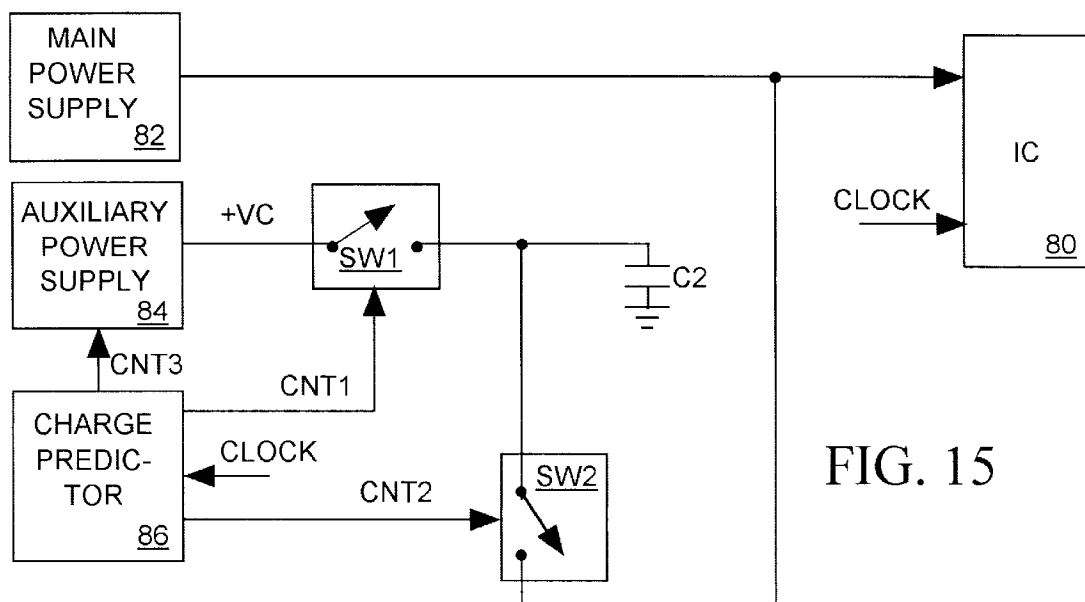 MAIN
POWER
SUPPLY
82
IC
CLOCK
80
AUXILIARY
POWER
SUPPLY
84
+VC
SW1
C2
CNT3
CNT1
CHARGE
PREDIC-
TOR
86
CLOCK
CNT2
SW2
FIG. 15